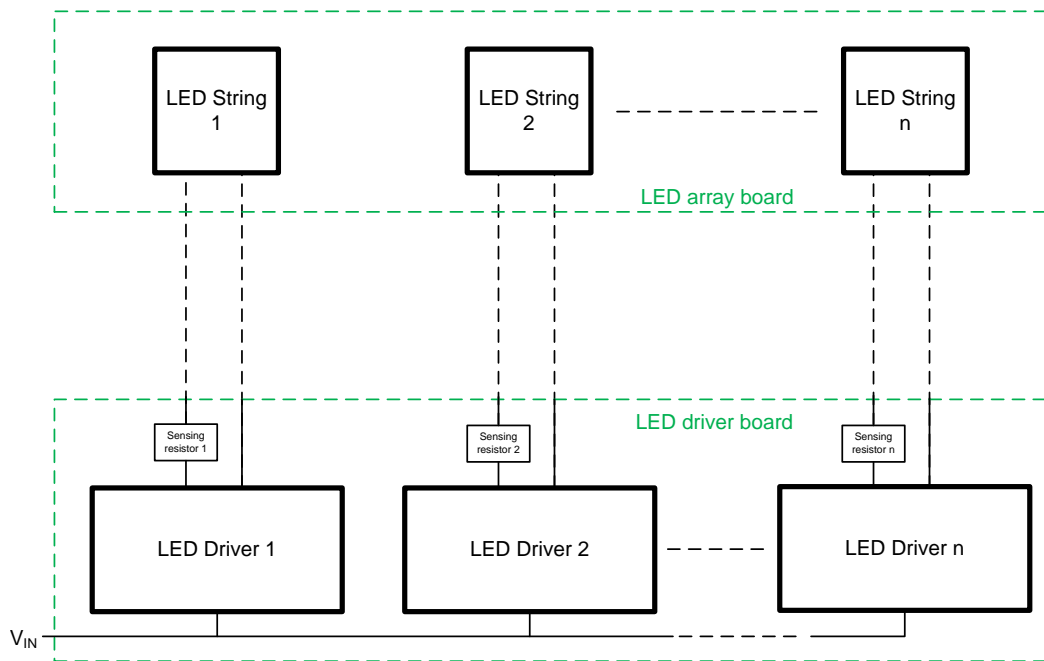 LED String
1
LED String
2
LED String
n
LED array board
LED driver board
Sensing
resistor 1
Sensing
resistor 2
Sensing
resistor n
LED Driver 1
LED Driver 2
LED Driver n
VIN